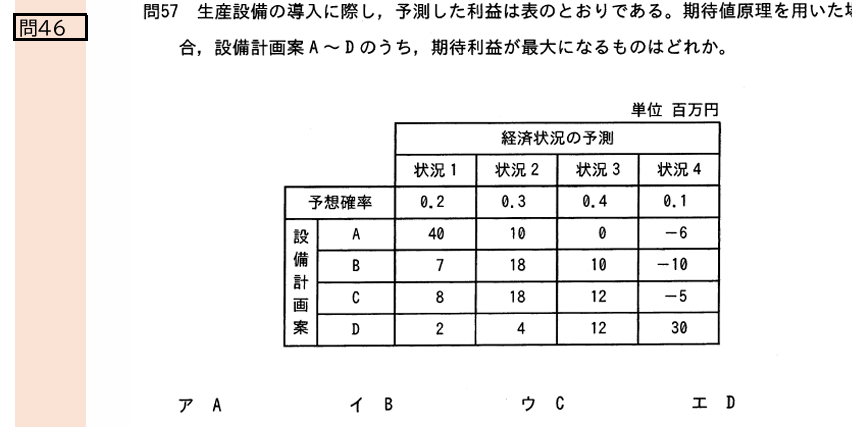 問46
問57 生産設備の導入に際し，予測した利益は表のとおりである。期待値原理を用いた場
合，設備計画案A～Dのうち，期待利益が最大になるものはどれか。
単位 百万円
経済状況の予測
状況1 状況2 状況3 状況4
予想確率 0.2 0.3 0.4 0.1
設備計画案
A 40 10 0 －6
B 7 18 10 －10
C 8 18 12 －5
D 2 4 12 30
ア A イ B ウ C エ D